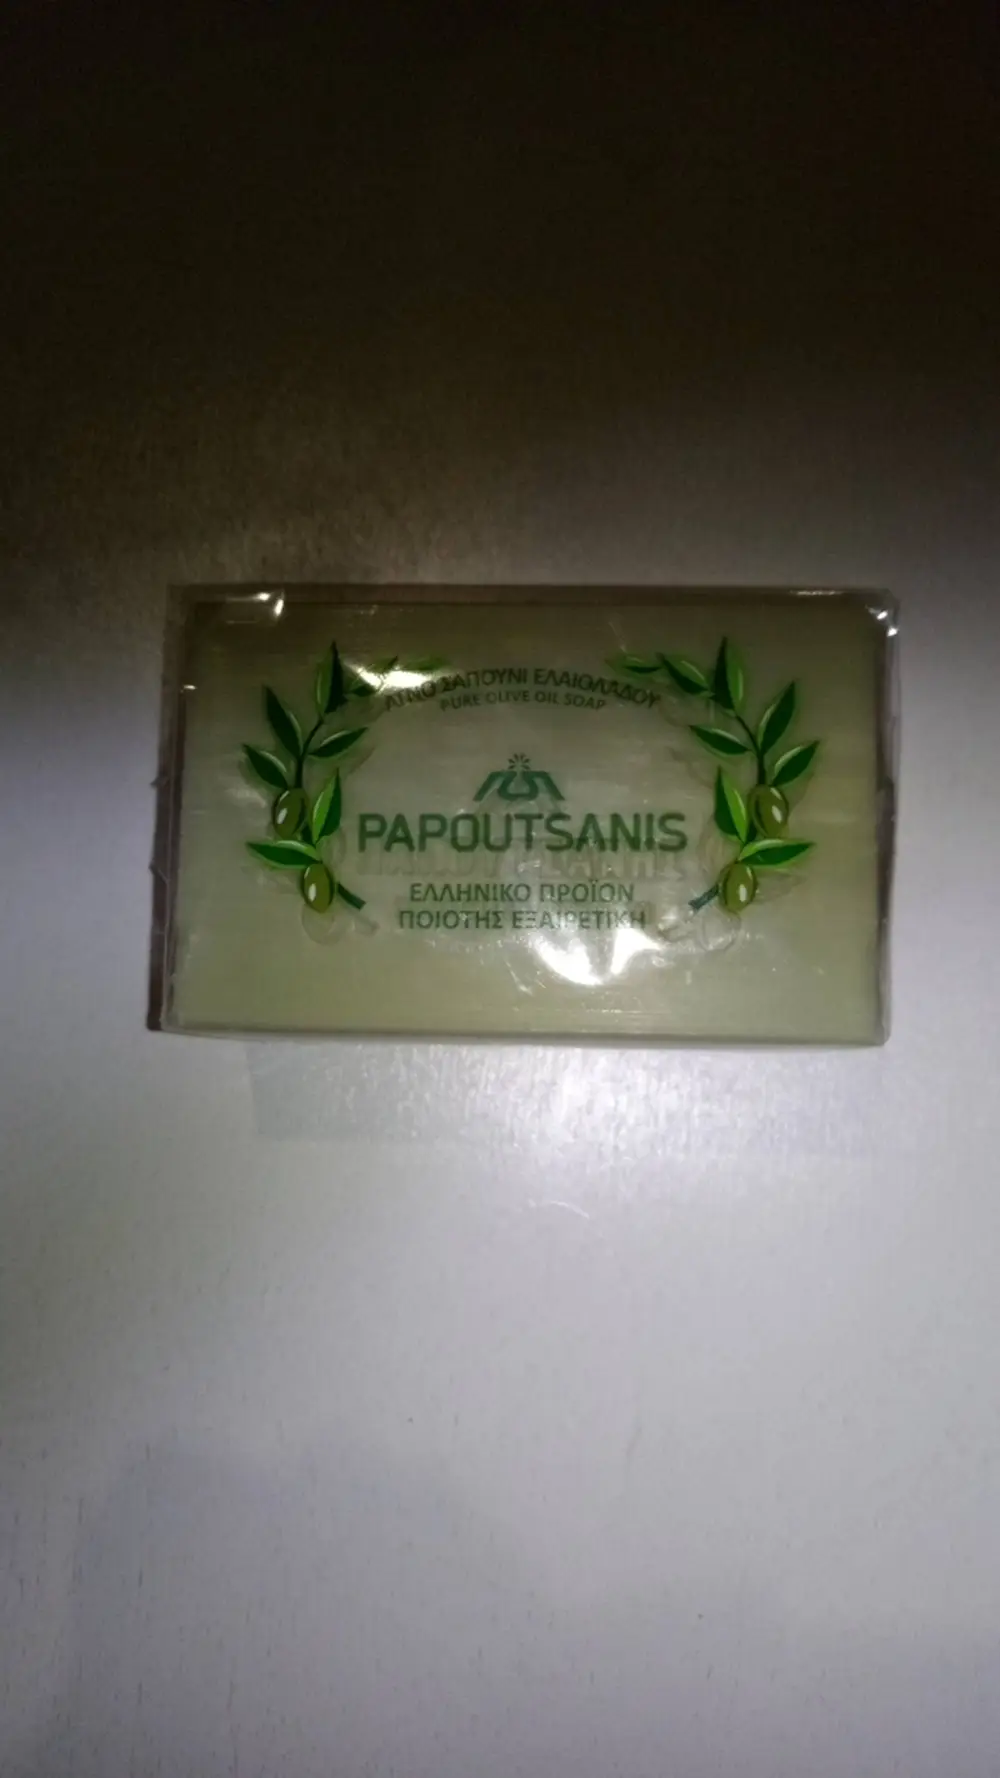 ΑΓΝΟ ΣΑΠΟΥΝΙ ΕΛΑΙΟΛΑΔΟΥ
PURE OLIVE OIL SOAP
PAPOUTSANIS
ΕΛΛΗΝΙΚΟ ΠΡΟΪΟΝ
ΠΟΙΟΤΗΣ ΕΞΑΙΡΕΤΙΚΗ